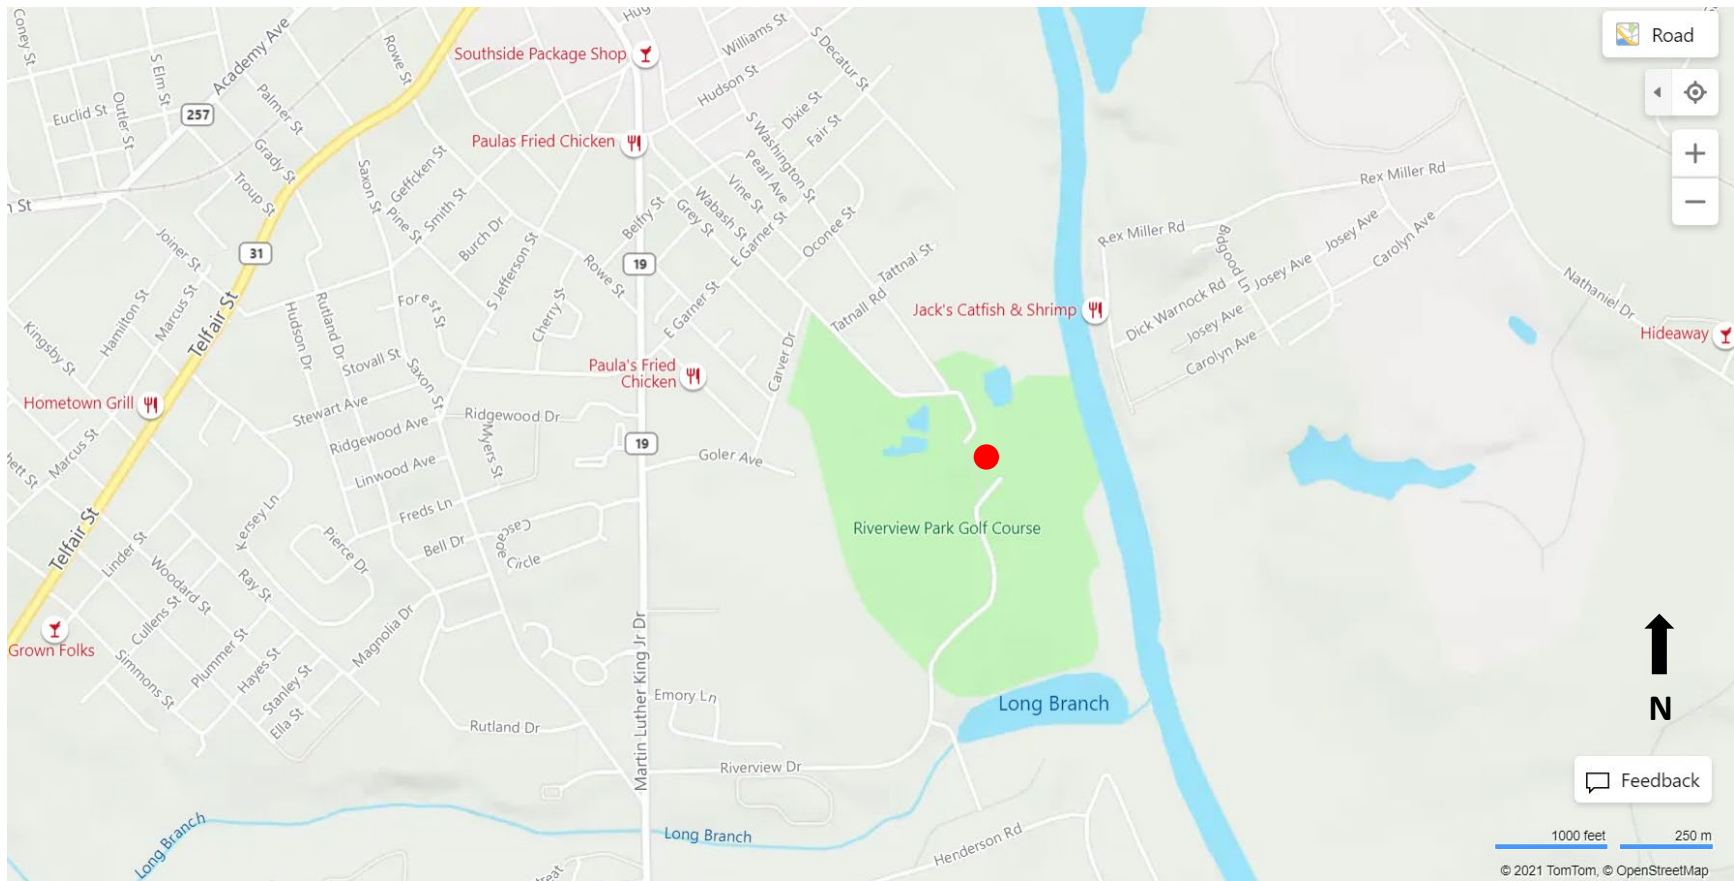 Coney St
S Elm St
Academy Ave
Rowe St
Hug
Williams St
S Decatur St
Southside Package Shop
Road
Euclid St
Outler St
257
Palmer St
Hudson St
Dixie St
Fair St
S Washington St
Paulas Fried Chicken
Grady St
Troup St
Saxon St
Geffcken St
Pine St
Smith St
Burch Dr
Belfry St
Pearl Ave
Vine St
Wabash St
Grey St
E Garner St
Oconee St
Rex Miller Rd
n St
Joiner St
31
S Jefferson St
19
Rowe St
Tattnal St
Rex Miller Rd
Bidgood Ln
Josey Ave
Carolyn Ave
Josey Ave
Nathaniel Dr
Hamilton St
Marcus St
Telfair St
Hudson Dr
Rutland Dr
Forest St
Cherry St
E Garner St
Tatnall Rd
Jack's Catfish & Shrimp
Dick Warnock Rd
Josey Ave
Carolyn Ave
Hideaway
Kingsby St
Stovall St
Saxon St
Paula's Fried
Chicken
Carver Dr
Hometown Grill
Stewart Ave
Ridgewood Dr
Ridgewood Ave
Myers St
19
Marcus St
hett St
Linwood Ave
Goler Ave
Kersey Ln
Freds Ln
Telfair St
Linder St
Pierce Dr
Bell Dr
Cascade
Circle
Riverview Park Golf Course
Woodard St
Ray St
Cullens St
Plummer St
Magnolia Dr
Grown Folks
Simmons St
Hayes St
Stanley St
Ella St
Martin Luther King Jr Dr
Emory Ln
Long Branch
N
Rutland Dr
Riverview Dr
Feedback
Long Branch
Long Branch
Henderson Rd
1000 feet
250 m
© 2021 TomTom, © OpenStreetMap